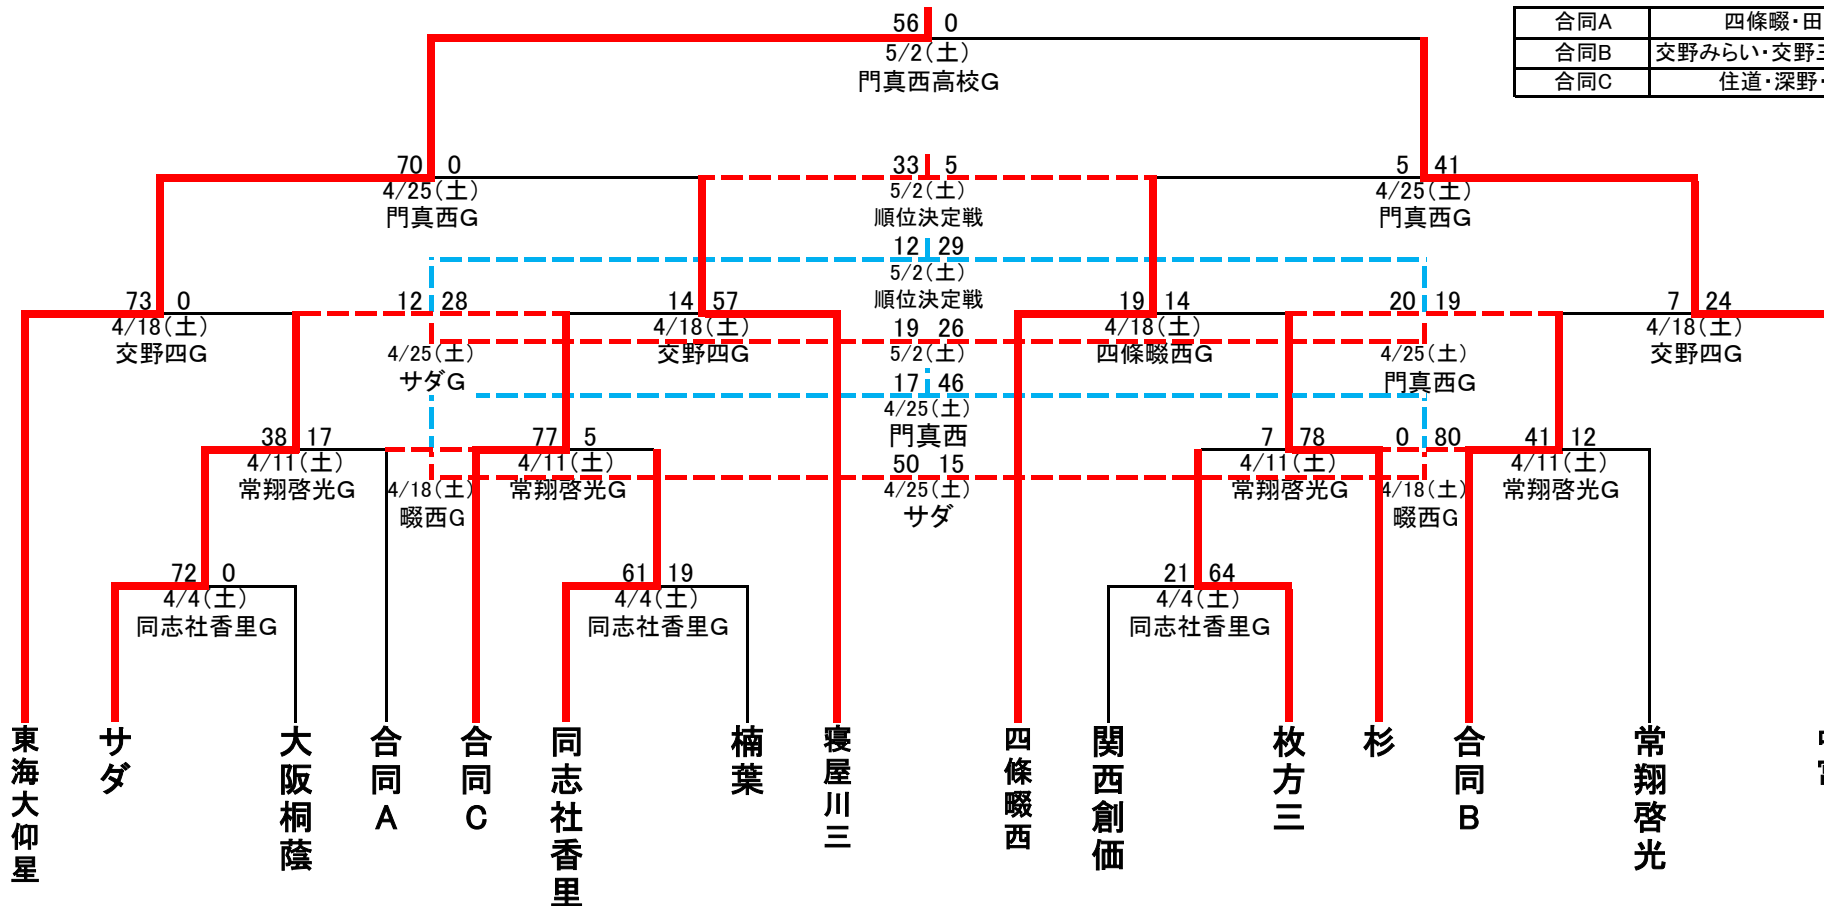 56 0
5/2(土)
門真西高校G
合同A 四條畷・田
合同B 交野みらい・交野三
合同C 住道・深野・
70 0
4/25(土)
門真西G
33 5
5/2(土)
順位決定戦
5 41
4/25(土)
門真西G
12 29
5/2(土)
順位決定戦
73 0
4/18(土)
交野四G
12 28
4/25(土)
サダG
14 57
4/18(土)
交野四G
19 26
5/2(土)
19 14
4/18(土)
四條畷西G
20 19
4/25(土)
門真西G
7 24
4/18(土)
交野四G
17 46
4/25(土)
門真西
38 17
4/11(土)
常翔啓光G
4/18(土)
畷西G
77 5
4/11(土)
常翔啓光G
50 15
4/25(土)
サダ
7 78
4/11(土)
常翔啓光G
0 80
4/18(土)
畷西G
41 12
4/11(土)
常翔啓光G
72 0
4/4(土)
同志社香里G
61 19
4/4(土)
同志社香里G
21 64
4/4(土)
同志社香里G
東海大仰星
サダ
大阪桐蔭
合同A
合同C
同志社香里
楠葉
寝屋川三
四條畷西
関西創価
枚方三
杉
合同B
常翔啓光